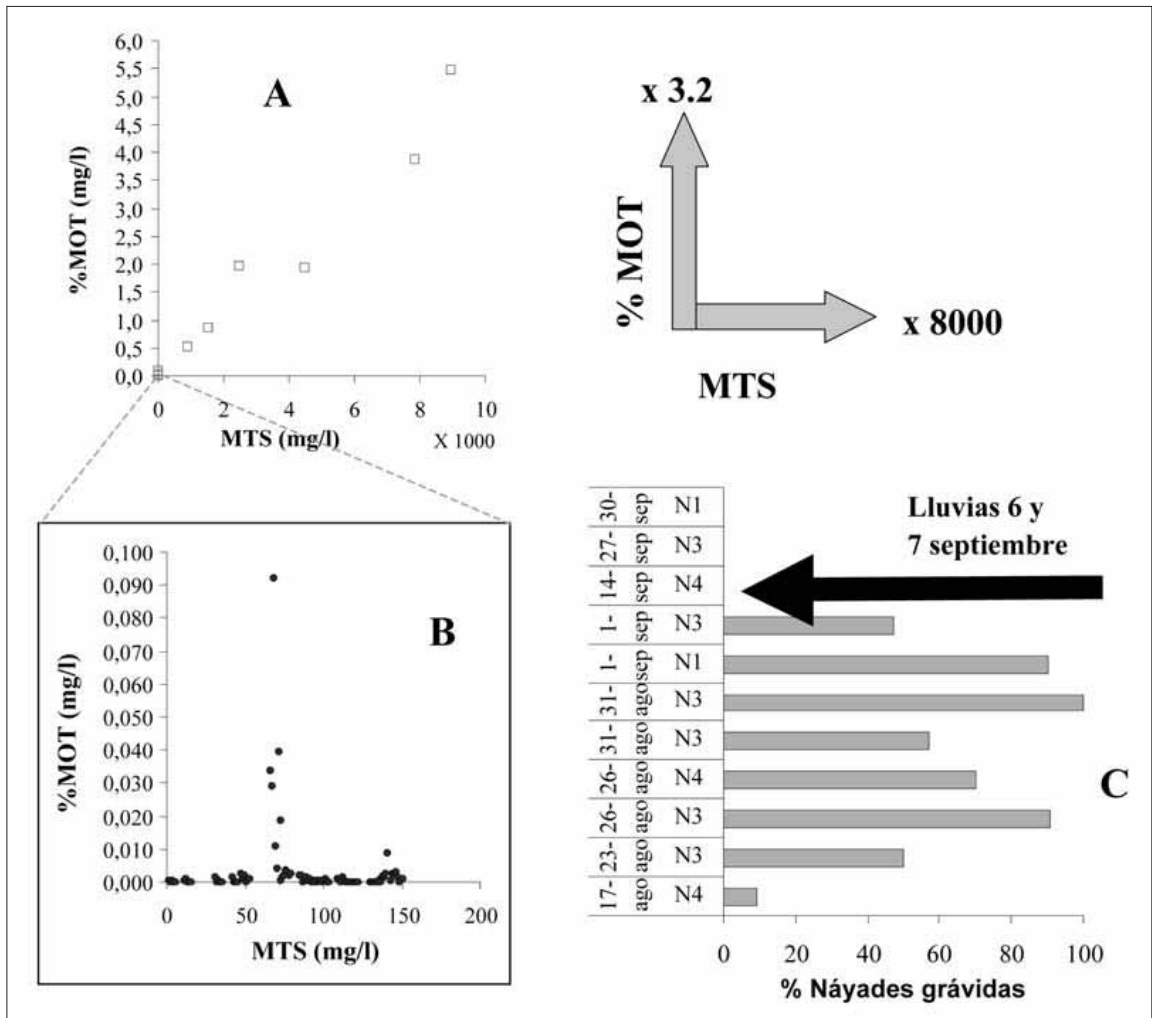 A
6,0
5,5
5,0
4,5
4,0
3,5
3,0
2,5
2,0
1,5
1,0
0,5
0,0
%MOT (mg/l)
0 2 4 6 8 10
MTS (mg/l) X 1000
x 3.2
% MOT
x 8000
MTS
B
0,100
0,090
0,080
0,070
0,060
0,050
0,040
0,030
0,020
0,010
0,000
%MOT (mg/l)
0 50 100 150 200
MTS (mg/l)
Lluvias 6 y
7 septiembre
30-sep N1
27-sep N3
14-sep N4
1-sep N3
1-sep N1
31-ago N3
31-ago N3
26-ago N4
26-ago N3
23-ago N3
17-ago N4
C
0 20 40 60 80 100
% Náyades grávidas